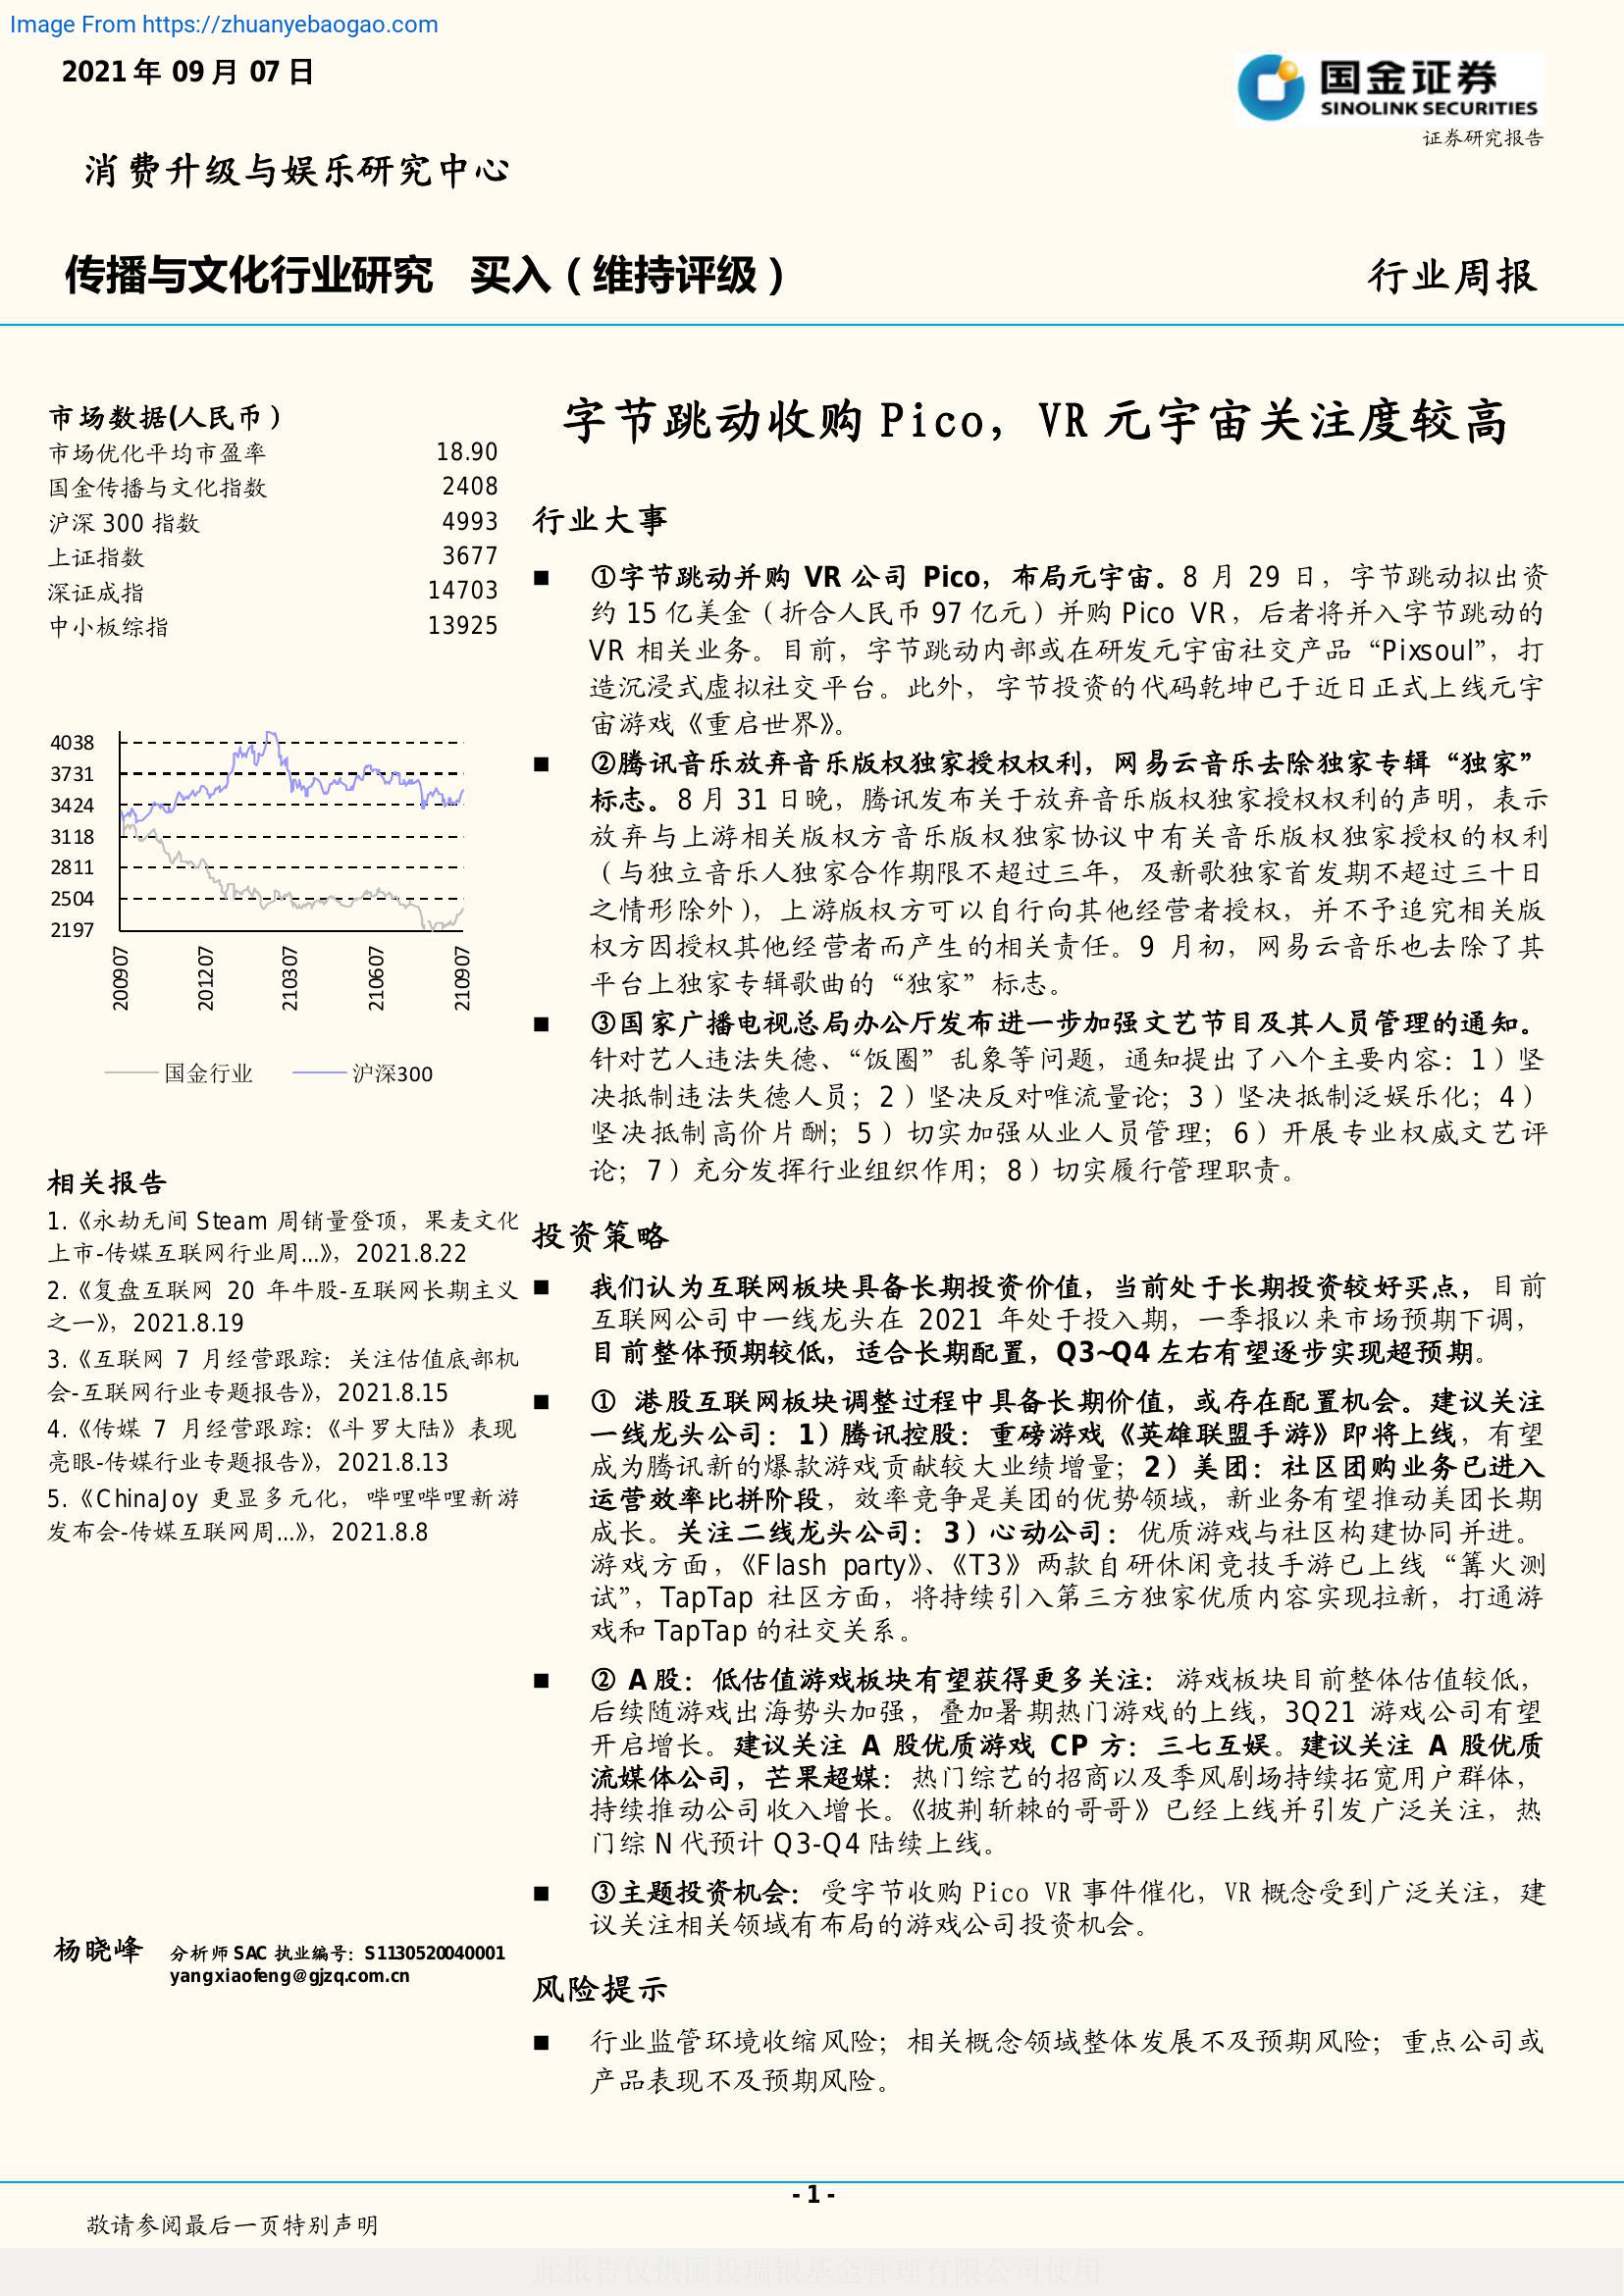 Image From https://zhuanyebaogao.com
2021 年 09 月 07 日
国金证券
SINOLINK SECURITIES
证券研究报告
消费升级与娱乐研究中心
传播与文化行业研究 买入（维持评级）
行业周报
市场数据(人民币）
市场优化平均市盈率 18.90
国金传播与文化指数 2408
沪深 300 指数 4993
上证指数 3677
深证成指 14703
中小板综指 13925
4038
3731
3424
3118
2811
2504
2197
200907
201207
210307
210607
210907
国金行业 沪深300
相关报告
1.《永劫无间 Steam 周销量登顶，果麦文化
上市-传媒互联网行业周...》，2021.8.22
2.《复盘互联网 20 年牛股-互联网长期主义
之一》，2021.8.19
3.《互联网 7 月经营跟踪：关注估值底部机
会-互联网行业专题报告》，2021.8.15
4.《传媒 7 月经营跟踪：《斗罗大陆》表现
亮眼-传媒行业专题报告》，2021.8.13
5.《ChinaJoy 更显多元化，哔哩哔哩新游
发布会-传媒互联网周...》，2021.8.8
杨晓峰 分析师 SAC 执业编号：S1130520040001
yangxiaofeng@gjzq.com.cn
字节跳动收购 Pico，VR 元宇宙关注度较高
行业大事
■ ①字节跳动并购 VR 公司 Pico，布局元宇宙。8 月 29 日，字节跳动拟出资
约 15 亿美金（折合人民币 97 亿元）并购 Pico VR，后者将并入字节跳动的
VR 相关业务。目前，字节跳动内部或在研发元宇宙社交产品“Pixsoul”，打
造沉浸式虚拟社交平台。此外，字节投资的代码乾坤已于近日正式上线元宇
宙游戏《重启世界》。
■ ②腾讯音乐放弃音乐版权独家授权权利，网易云音乐去除独家专辑“独家”
标志。8 月 31 日晚，腾讯发布关于放弃音乐版权独家授权权利的声明，表示
放弃与上游相关版权方音乐版权独家协议中有关音乐版权独家授权的权利
（与独立音乐人独家合作期限不超过三年，及新歌独家首发期不超过三十日
之情形除外），上游版权方可以自行向其他经营者授权，并不予追究相关版
权方因授权其他经营者而产生的相关责任。9 月初，网易云音乐也去除了其
平台上独家专辑歌曲的“独家”标志。
■ ③国家广播电视总局办公厅发布进一步加强文艺节目及其人员管理的通知。
针对艺人违法失德、“饭圈”乱象等问题，通知提出了八个主要内容：1）坚
决抵制违法失德人员；2）坚决反对唯流量论；3）坚决抵制泛娱乐化；4）
坚决抵制高价片酬；5）切实加强从业人员管理；6）开展专业权威文艺评
论；7）充分发挥行业组织作用；8）切实履行管理职责。
投资策略
■ 我们认为互联网板块具备长期投资价值，当前处于长期投资较好买点，目前
互联网公司中一线龙头在 2021 年处于投入期，一季报以来市场预期下调，
目前整体预期较低，适合长期配置，Q3~Q4 左右有望逐步实现超预期。
■ ① 港股互联网板块调整过程中具备长期价值，或存在配置机会。建议关注
一线龙头公司：1）腾讯控股：重磅游戏《英雄联盟手游》即将上线，有望
成为腾讯新的爆款游戏贡献较大业绩增量；2）美团：社区团购业务已进入
运营效率比拼阶段，效率竞争是美团的优势领域，新业务有望推动美团长期
成长。关注二线龙头公司：3）心动公司：优质游戏与社区构建协同并进。
游戏方面，《Flash party》、《T3》两款自研休闲竞技手游已上线“篝火测
试”，TapTap 社区方面，将持续引入第三方独家优质内容实现拉新，打通游
戏和 TapTap 的社交关系。
■ ② A 股：低估值游戏板块有望获得更多关注：游戏板块目前整体估值较低，
后续随游戏出海势头加强，叠加暑期热门游戏的上线，3Q21 游戏公司有望
开启增长。建议关注 A 股优质游戏 CP 方：三七互娱。建议关注 A 股优质
流媒体公司，芒果超媒：热门综艺的招商以及季风剧场持续拓宽用户群体，
持续推动公司收入增长。《披荆斩棘的哥哥》已经上线并引发广泛关注，热
门综 N 代预计 Q3-Q4 陆续上线。
■ ③主题投资机会：受字节收购 Pico VR 事件催化，VR 概念受到广泛关注，建
议关注相关领域有布局的游戏公司投资机会。
风险提示
■ 行业监管环境收缩风险；相关概念领域整体发展不及预期风险；重点公司或
产品表现不及预期风险。
- 1 -
敬请参阅最后一页特别声明
此报告仅供国投瑞银基金管理有限公司使用